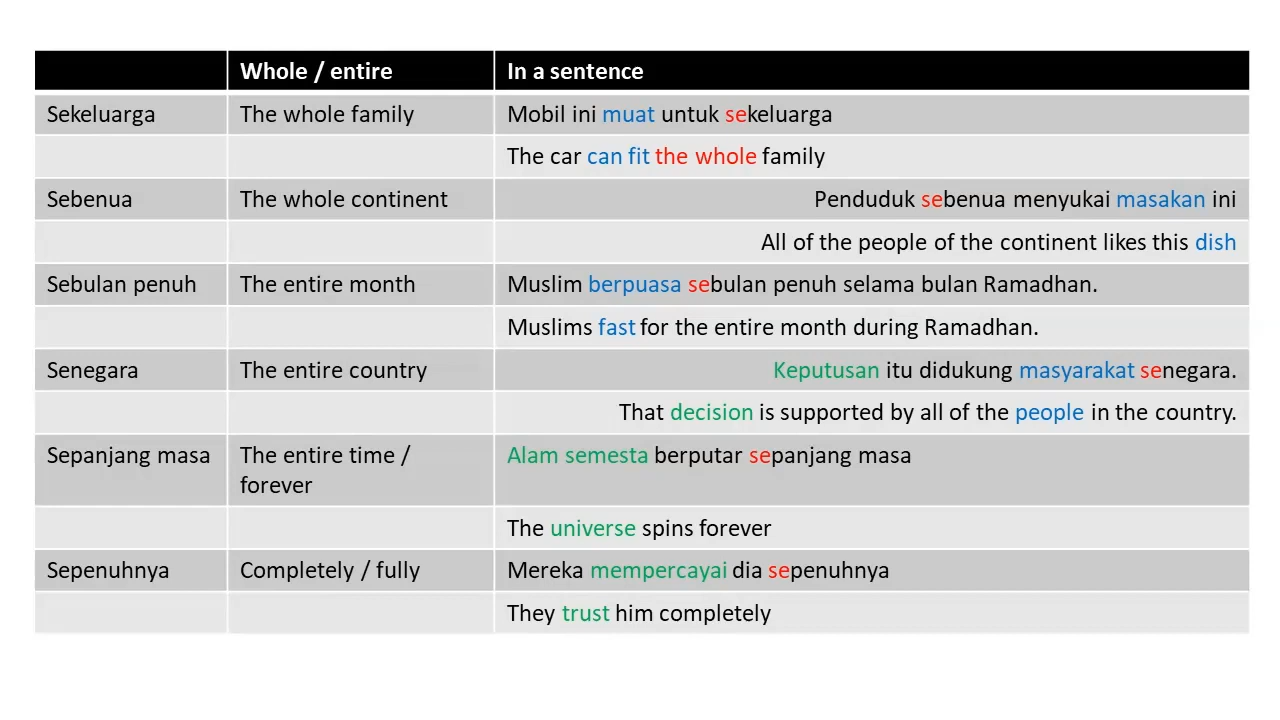 Whole / entire In a sentence
Sekeluarga The whole family Mobil ini muat untuk sekeluarga
The car can fit the whole family
Sebenua The whole continent Penduduk sebenua menyukai masakan ini
All of the people of the continent likes this dish
Sebulan penuh The entire month Muslim berpuasa sebulan penuh selama bulan Ramadhan.
Muslims fast for the entire month during Ramadhan.
Senegara The entire country Keputusan itu didukung masyarakat senegara.
That decision is supported by all of the people in the country.
Sepanjang masa The entire time / Alam semesta berputar sepanjang masa
forever
The universe spins forever
Sepenuhnya Completely / fully Mereka mempercayai dia sepenuhnya
They trust him completely